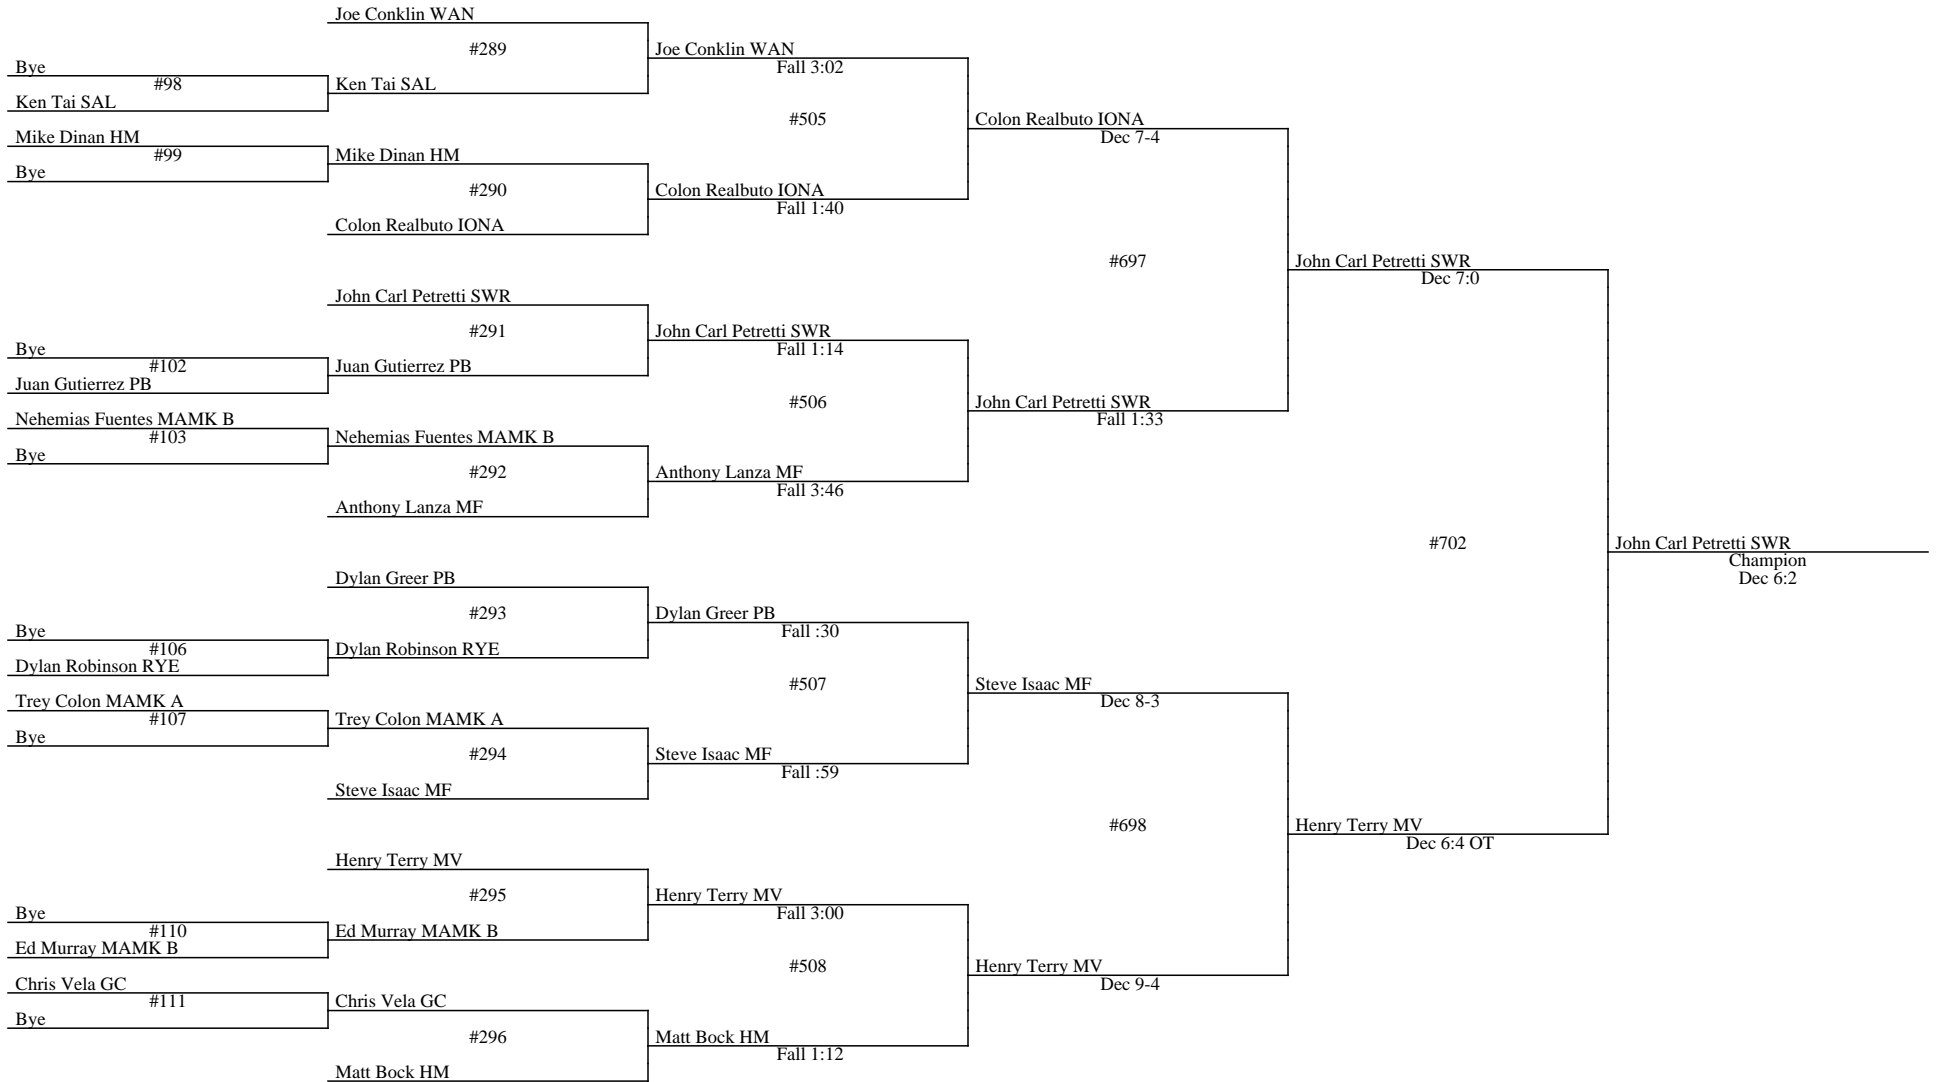 Joe Conklin WAN
#289
Joe Conklin WAN
Bye
Fall 3:02
#98
Ken Tai SAL
Ken Tai SAL
#505
Colon Realbuto IONA
Mike Dinan HM
Dec 7-4
#99
Mike Dinan HM
Bye
#290
Colon Realbuto IONA
Fall 1:40
Colon Realbuto IONA
#697
John Carl Petretti SWR
Dec 7:0
John Carl Petretti SWR
#291
John Carl Petretti SWR
Bye
Fall 1:14
#102
Juan Gutierrez PB
Juan Gutierrez PB
#506
John Carl Petretti SWR
Nehemias Fuentes MAMK B
Fall 1:33
#103
Nehemias Fuentes MAMK B
Bye
#292
Anthony Lanza MF
Fall 3:46
Anthony Lanza MF
#702
John Carl Petretti SWR
Champion
Dec 6:2
Dylan Greer PB
#293
Dylan Greer PB
Bye
Fall :30
#106
Dylan Robinson RYE
Dylan Robinson RYE
#507
Steve Isaac MF
Trey Colon MAMK A
Dec 8-3
#107
Trey Colon MAMK A
Bye
#294
Steve Isaac MF
Fall :59
Steve Isaac MF
#698
Henry Terry MV
Dec 6:4 OT
Henry Terry MV
#295
Henry Terry MV
Bye
Fall 3:00
#110
Ed Murray MAMK B
Ed Murray MAMK B
#508
Henry Terry MV
Chris Vela GC
Dec 9-4
#111
Chris Vela GC
Bye
#296
Matt Bock HM
Fall 1:12
Matt Bock HM